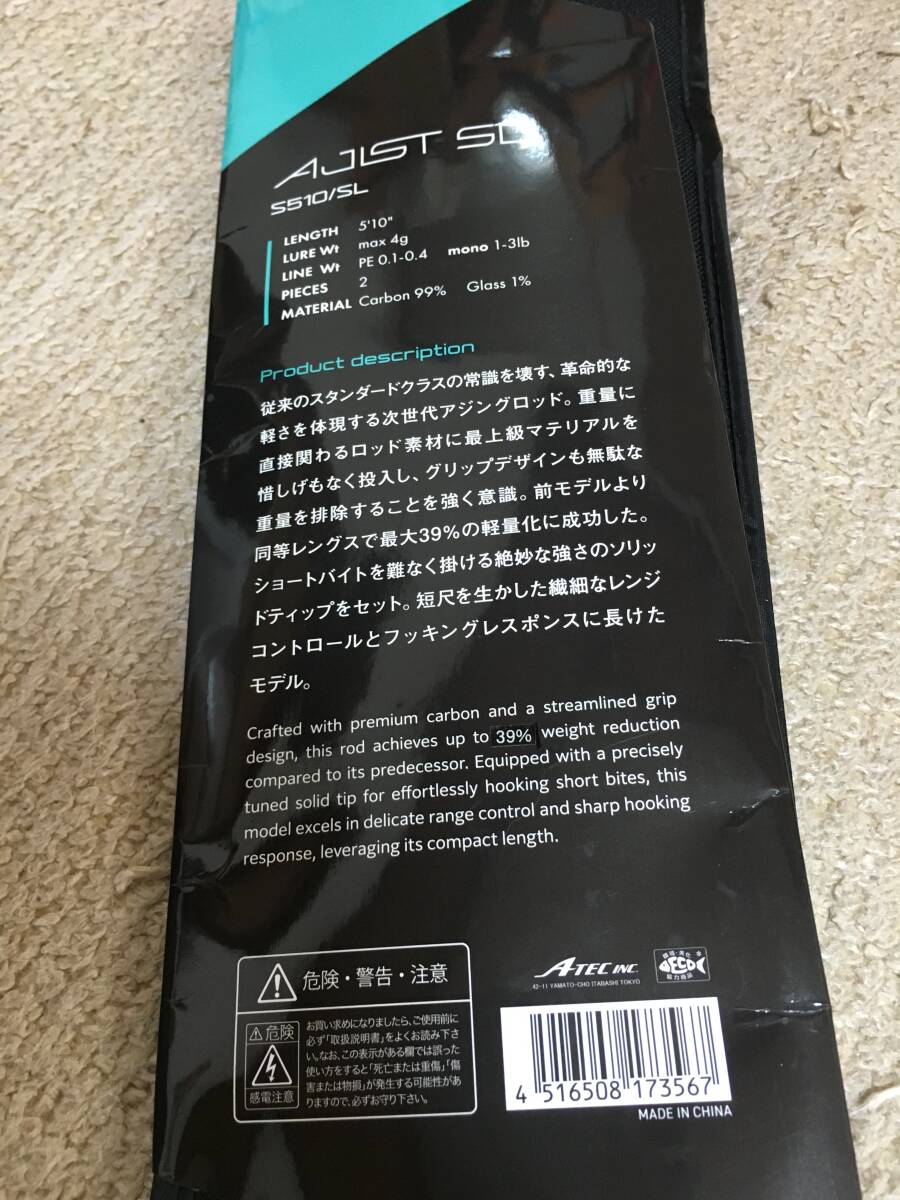 AJIST SD
S510/SL
LENGTH 5'10"
LURE Wt max 4g
LINE Wt PE 0.1-0.4 mono 1-3lb
PIECES 2
MATERIAL Carbon 99% Glass 1%
Product description
従来のスタンダードクラスの常識を壊す、革命的な
軽さを体現する次世代アジングロッド。重量に
直接関わるロッド素材に最上級マテリアルを
惜しげもなく投入し、グリップデザインも無駄な
重量を排除することを強く意識。前モデルより
同等レングスで最大39%の軽量化に成功した。
ショートバイトを難なく掛ける絶妙な強さのソリッ
ドティップをセット。短尺を生かした繊細なレンジ
コントロールとフッキングレスポンスに長けた
モデル。
Crafted with premium carbon and a streamlined grip
design, this rod achieves up to 39% weight reduction
compared to its predecessor. Equipped with a precisely
tuned solid tip for effortlessly hooking short bites, this
model excels in delicate range control and sharp hooking
response, leveraging its compact length.
危険・警告・注意
危険
感電注意
お買い求めになりましたら、ご使用前に
必ず「取扱説明書」をよくお読み下さ
い。なお、この表示がある欄では誤った
使い方をすると「死亡または重傷」「傷
害または物損」が発生する可能性があ
りますので、必ずお守り下さい。
A-TEC INC.
42-11 YAMATO-CHO ITABASHI TOKYO
ECO
4 516508 173567
MADE IN CHINA